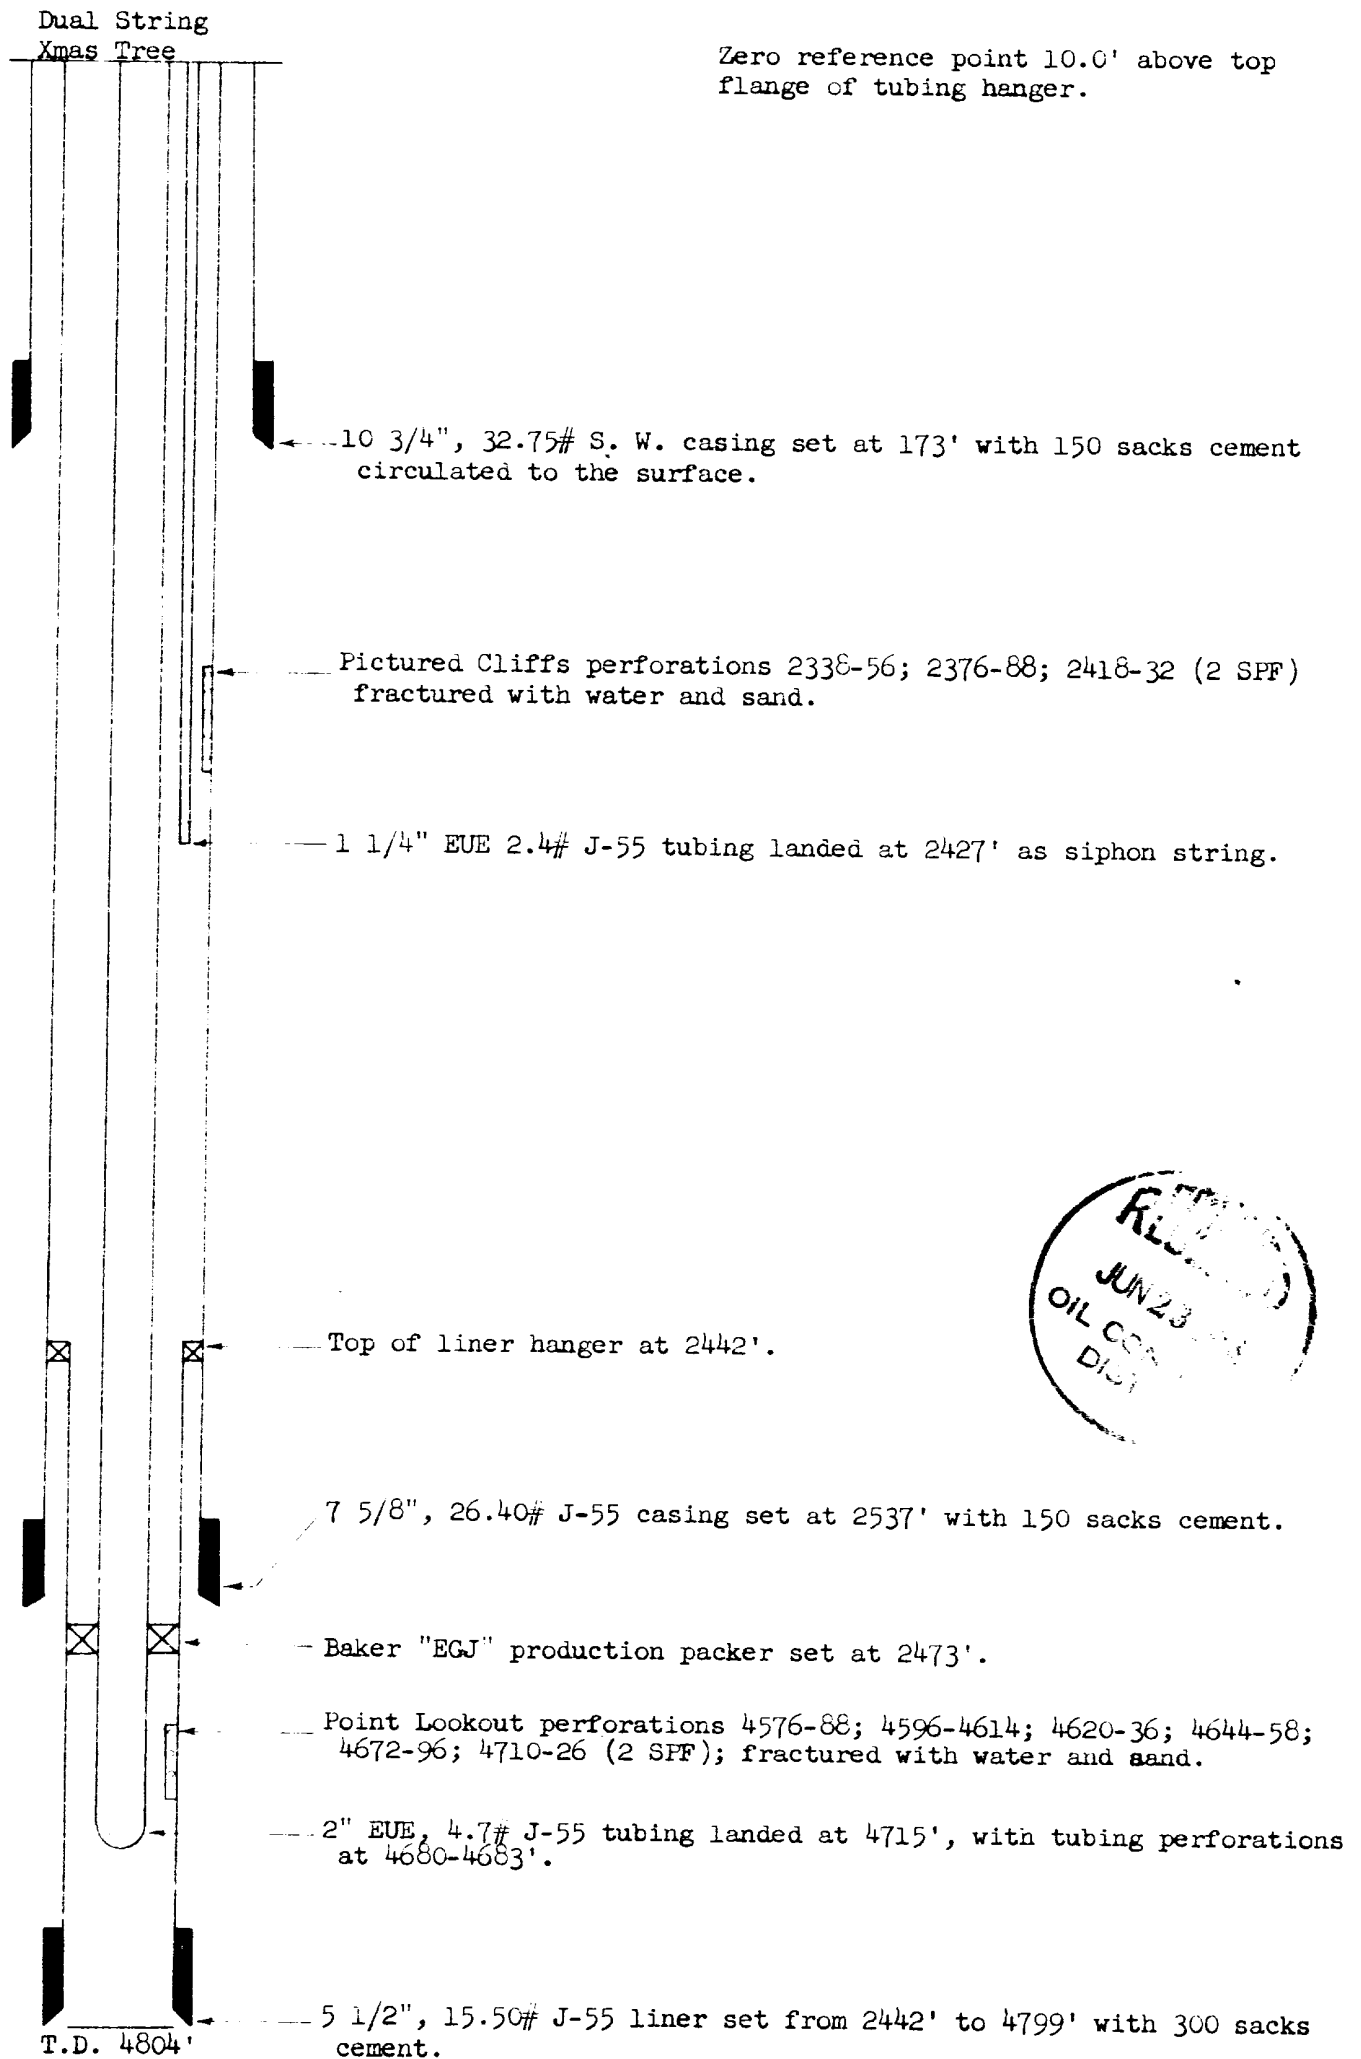 Dual String
Xmas Tree
Zero reference point 10.0' above top
flange of tubing hanger.
10 3/4", 32.75# S. W. casing set at 173' with 150 sacks cement
circulated to the surface.
Pictured Cliffs perforations 2338-56; 2376-88; 2418-32 (2 SPF)
fractured with water and sand.
1 1/4" EUE 2.4# J-55 tubing landed at 2427' as siphon string.
Top of liner hanger at 2442'.
JUN 23
OIL
7 5/8", 26.40# J-55 casing set at 2537' with 150 sacks cement.
Baker "EGJ" production packer set at 2473'.
Point Lookout perforations 4576-88; 4596-4614; 4620-36; 4644-58;
4672-96; 4710-26 (2 SPF); fractured with water and sand.
2" EUE, 4.7# J-55 tubing landed at 4715', with tubing perforations
at 4680-4683'.
5 1/2", 15.50# J-55 liner set from 2442' to 4799' with 300 sacks
cement.
T.D. 4804'